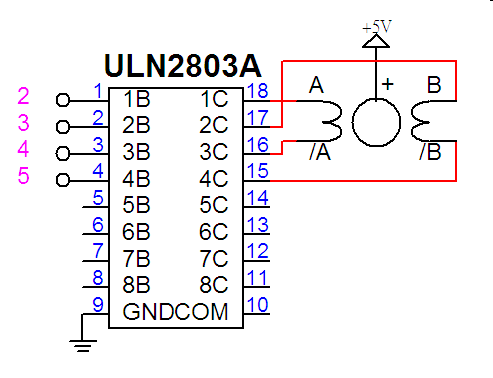 +5V
ULN2803A
2 1 1B 1C 18 A + B
3 2 2B 2C 17
4 3 3B 3C 16 /A /B
5 4 4B 4C 15
5 5B 5C 14
6 6B 6C 13
7 7B 7C 12
8 8B 8C 11
9 GNDCOM 10